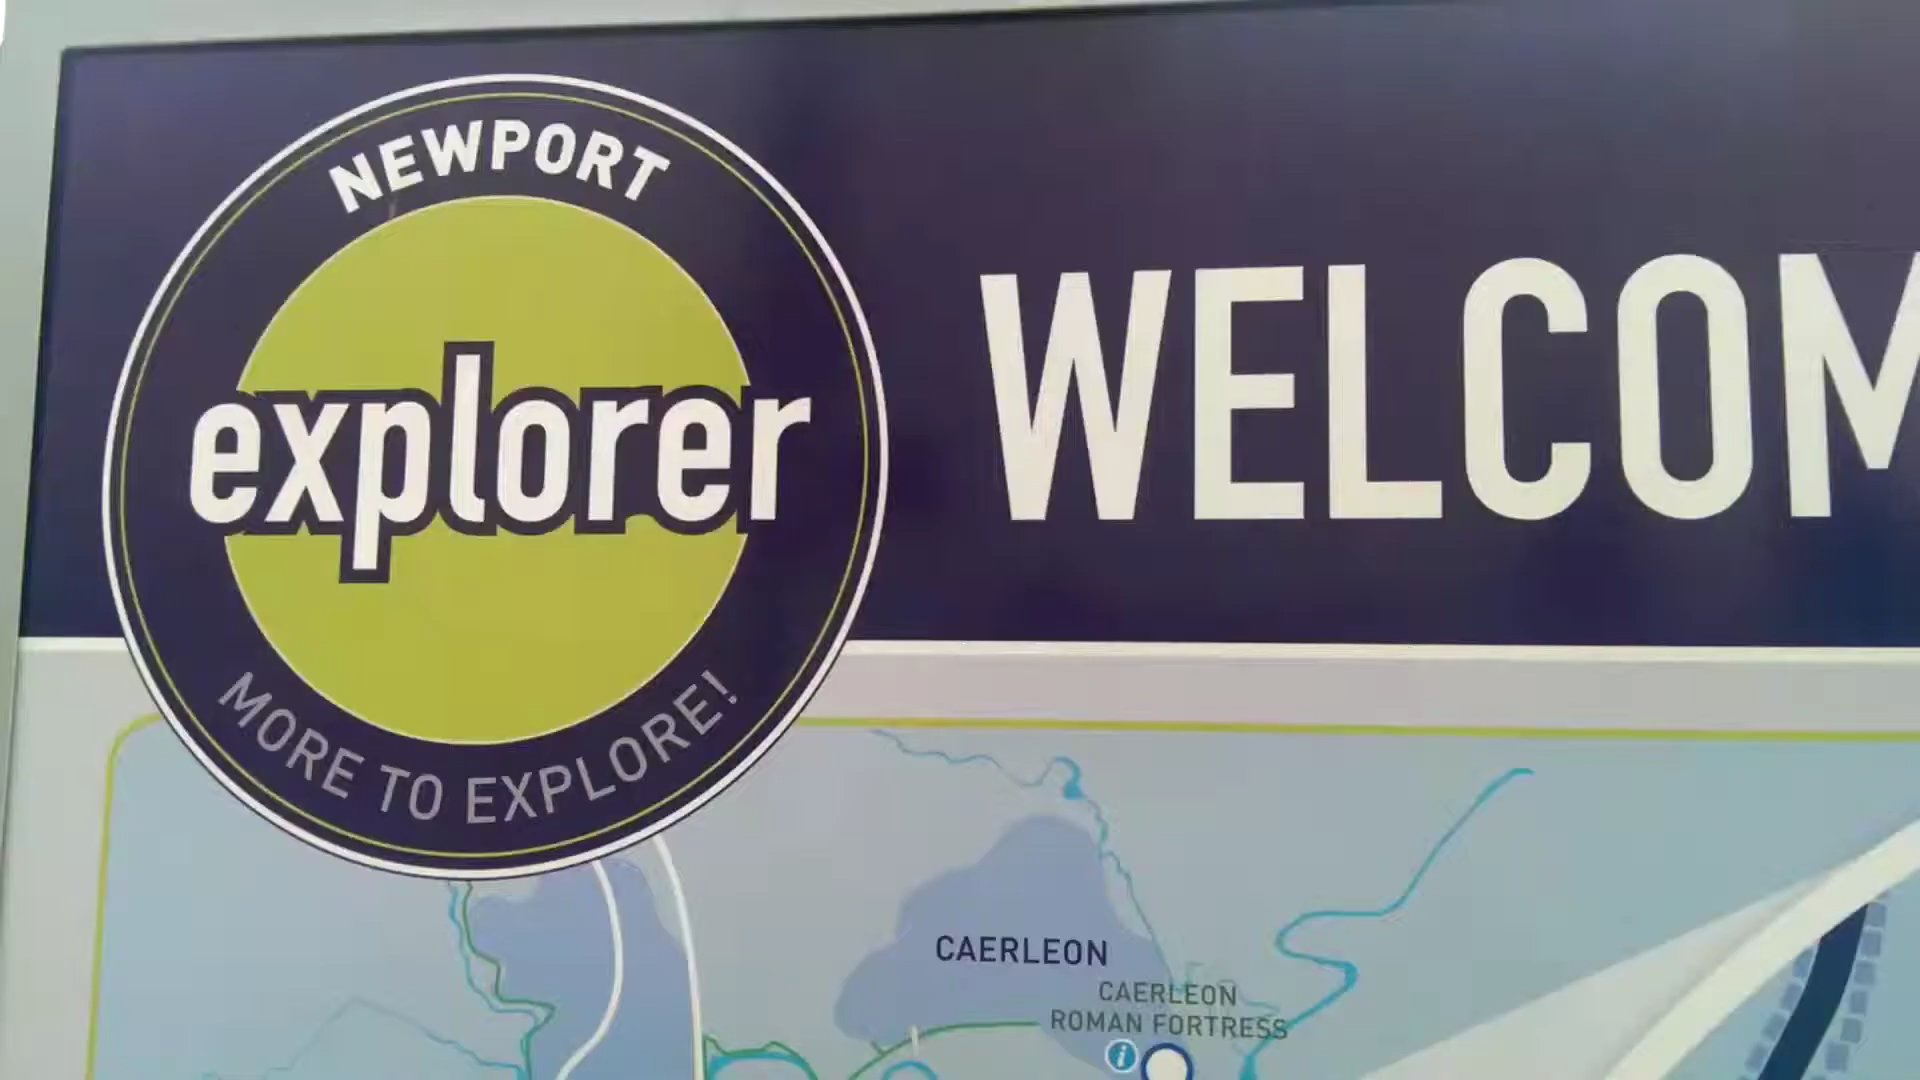 NEWPORT
explorer
MORE TO EXPLORE!
WELCOM
CAERLEON
CAERLEON
ROMAN FORTRESS
i